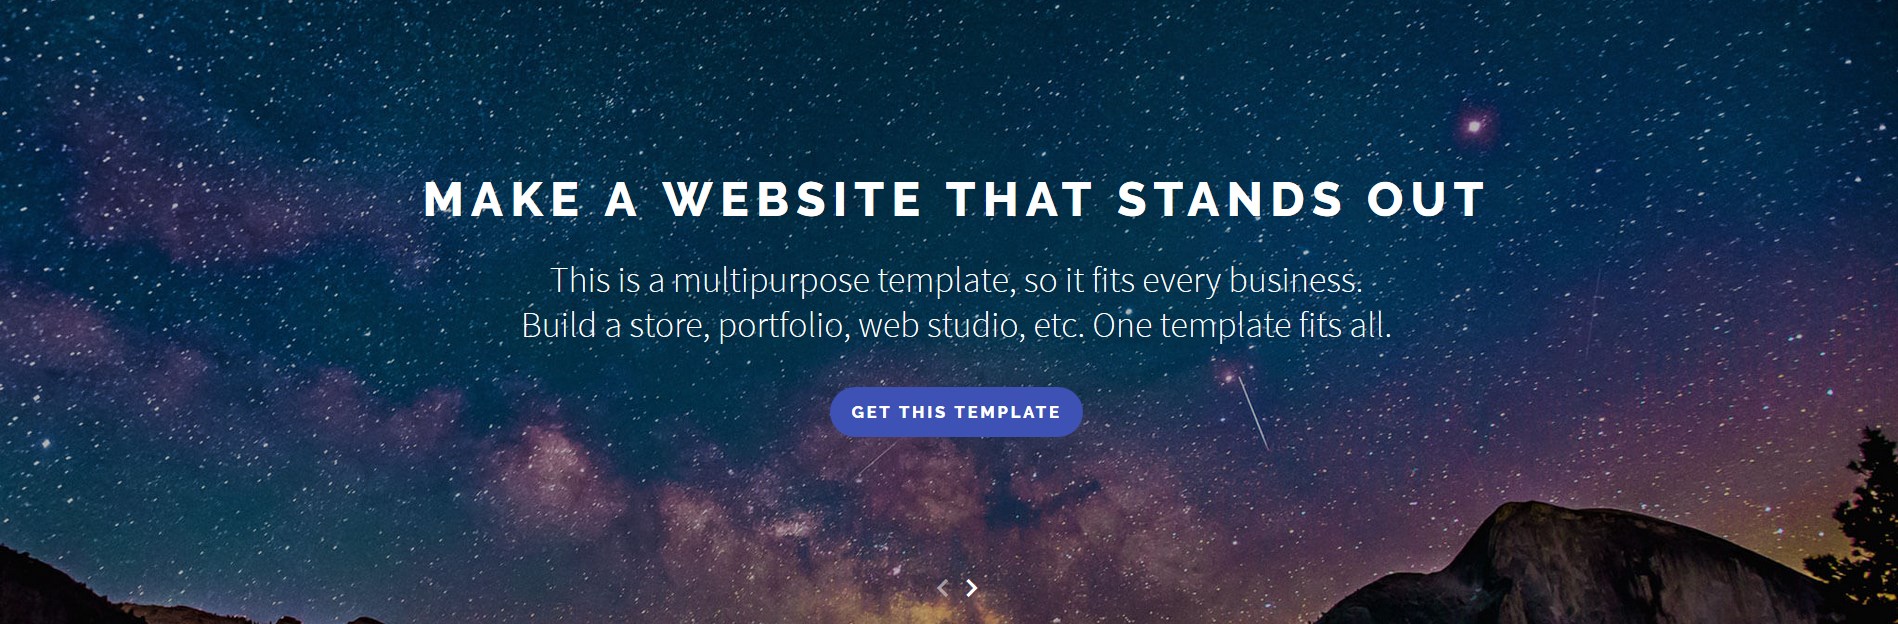 MAKE A WEBSITE THAT STANDS OUT
This is a multipurpose template, so it fits every business.
Build a store, portfolio, web studio, etc. One template fits all.
GET THIS TEMPLATE